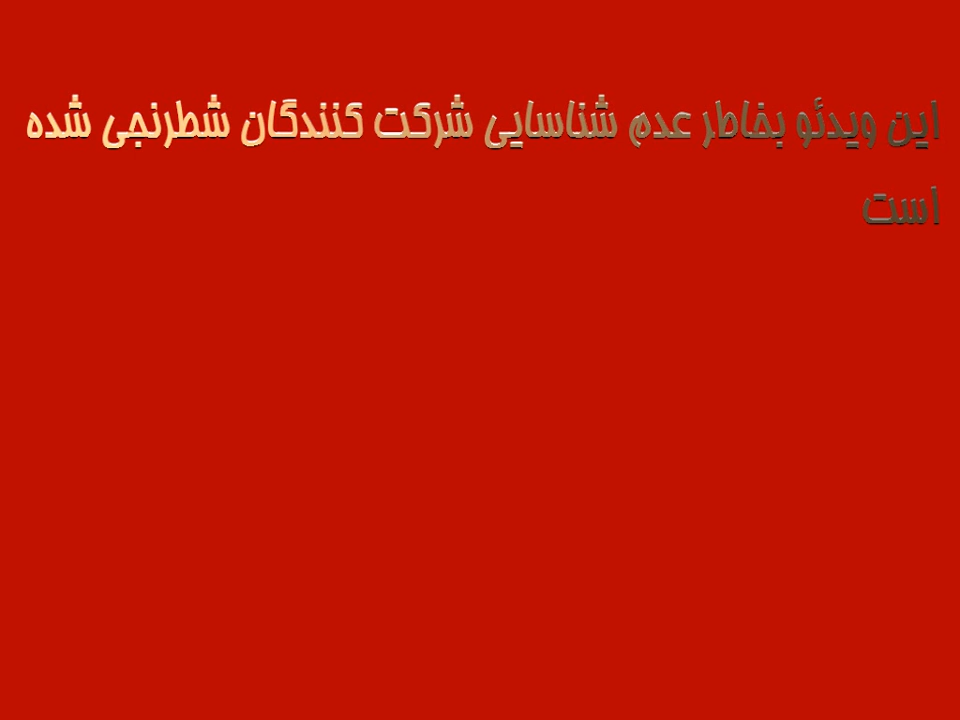 این ویدئو بخاطر عدم شناسایی شرکت کنندگان شطرنجی شده
است